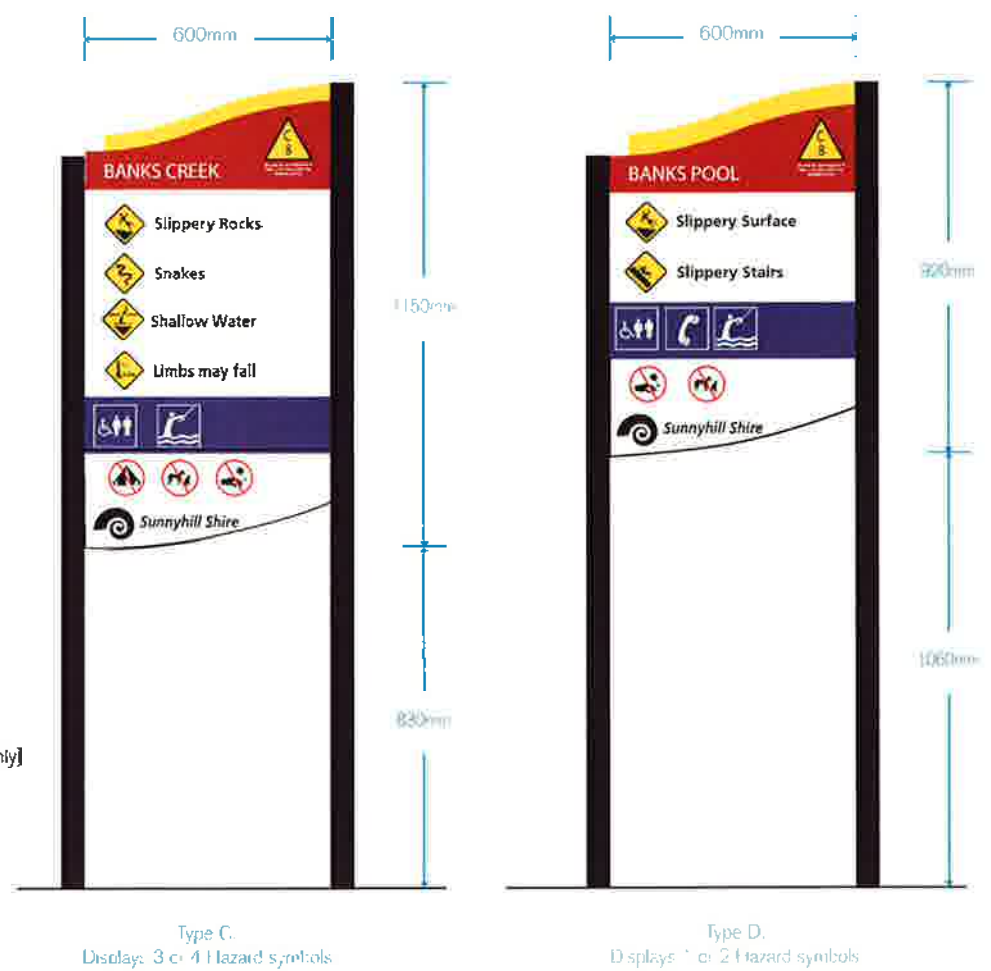 600mm
BANKS CREEK
C
B
Slippery Rocks
Snakes
Shallow Water
Limbs may fall
Sunnyhill Shire
1150mm
830mm
Type C.
Displays 3 or 4 Hazard symbols
600mm
BANKS POOL
C
B
Slippery Surface
Slippery Stairs
Sunnyhill Shire
920mm
1060mm
Type D.
Displays 1 or 2 Hazard symbols